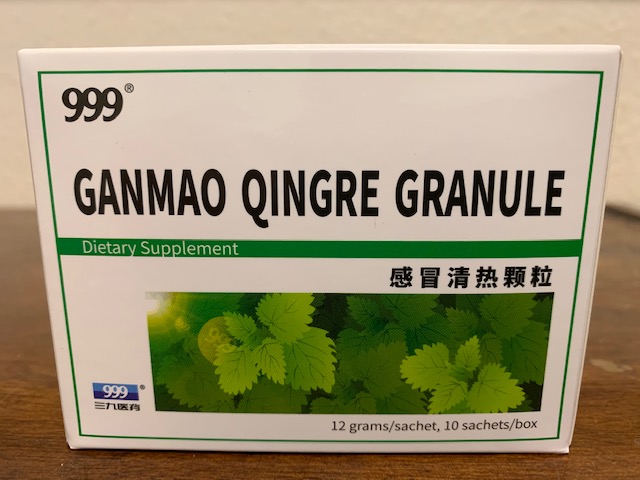 999®
GANMAO QINGRE GRANULE
Dietary Supplement
感冒清热颗粒
999®
三九医药
12 grams/sachet, 10 sachets/box